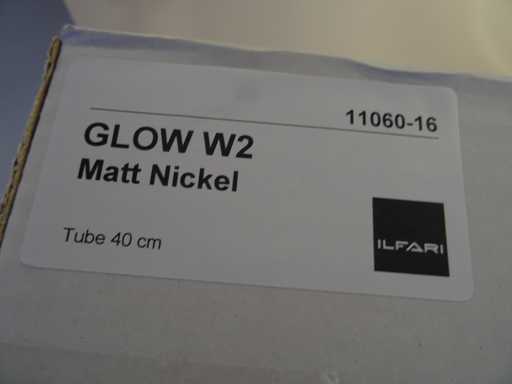 11060-16
GLOW W2
Matt Nickel
Tube 40 cm
ILFARI